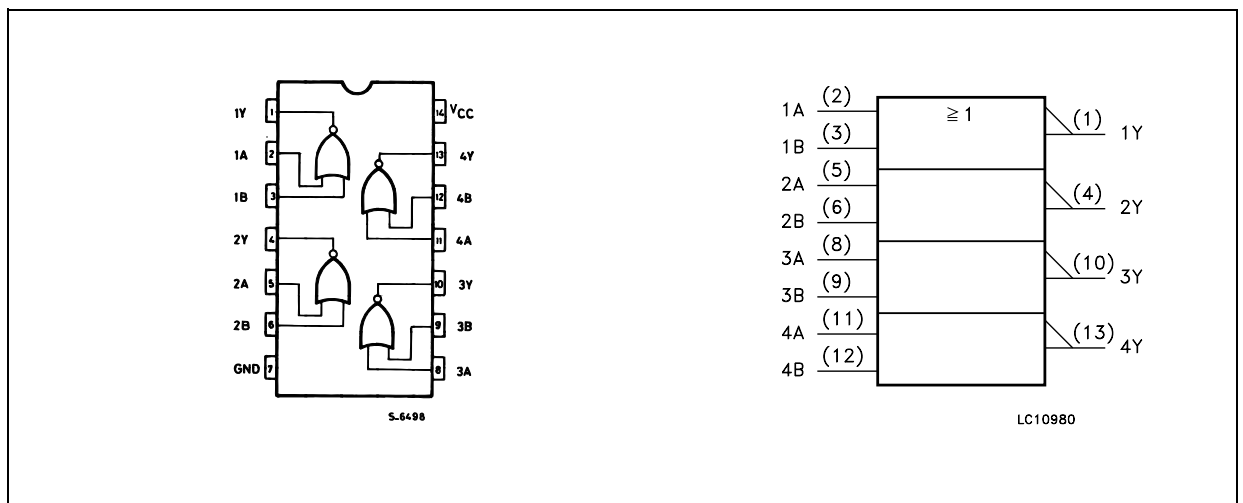 1Y 1 14 VCC
1A 2 13 4Y
1B 3 12 4B
2Y 4 11 4A
2A 5 10 3Y
2B 6 9 3B
GND 7 8 3A
S-6498
≧1
1A (2)
1B (3)
2A (5)
2B (6)
3A (8)
3B (9)
4A (11)
4B (12)
(1) 1Y
(4) 2Y
(10) 3Y
(13) 4Y
LC10980